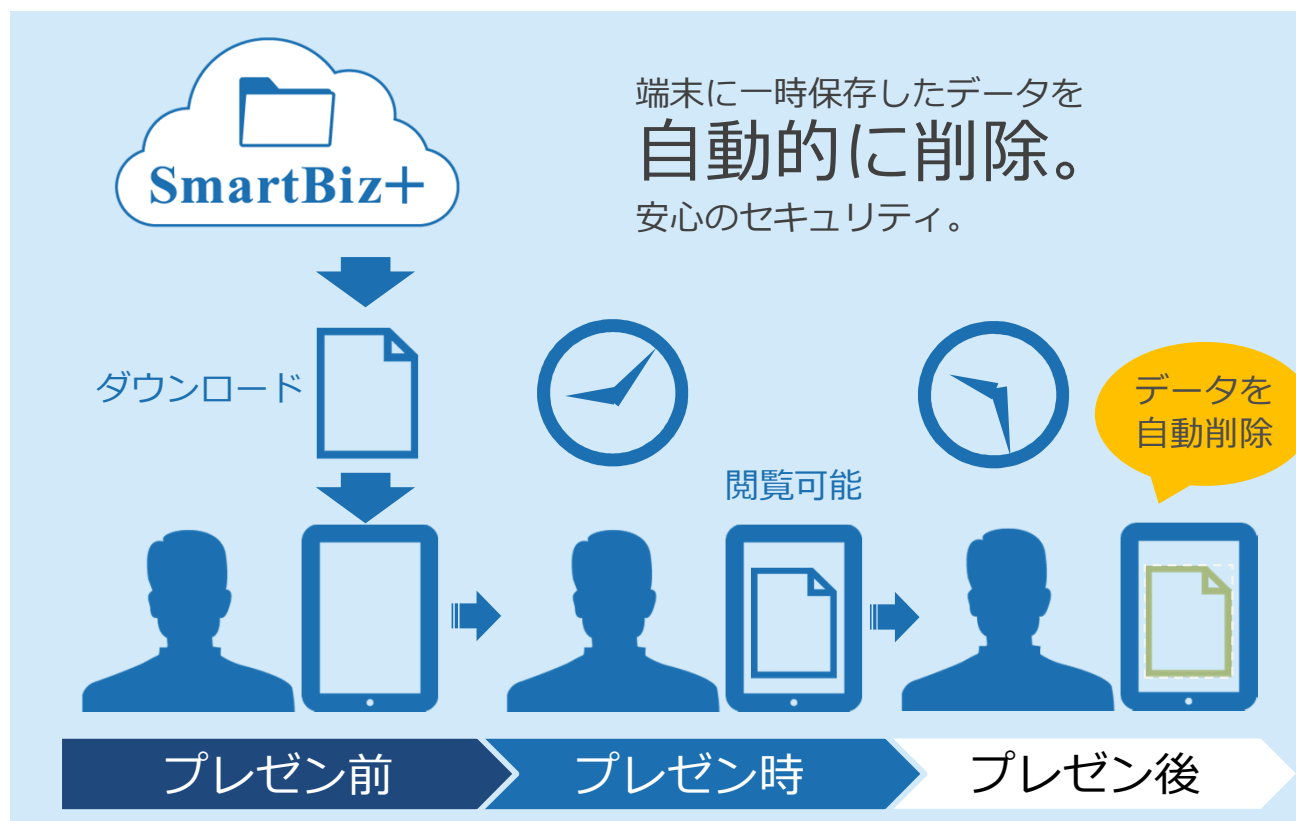 SmartBiz＋
端末に一時保存したデータを
自動的に削除。
安心のセキュリティ。
ダウンロード
閲覧可能
データを
自動削除
プレゼン前
プレゼン時
プレゼン後